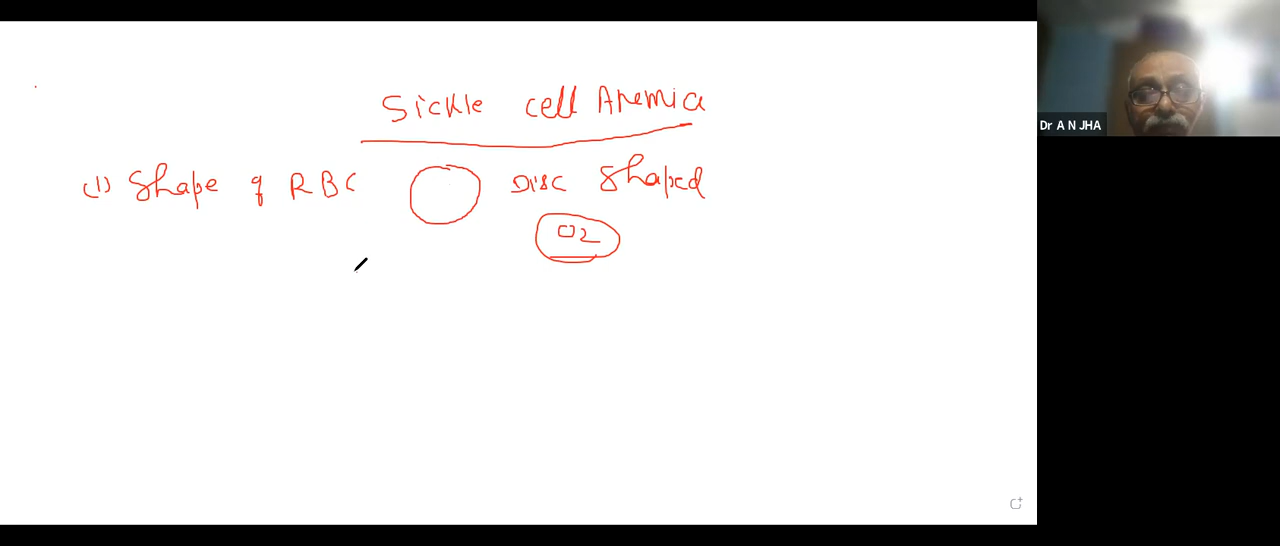 Sickle cell Anemia
(1) Shape of RBC Disc Shaped
O2
Dr A N JHA